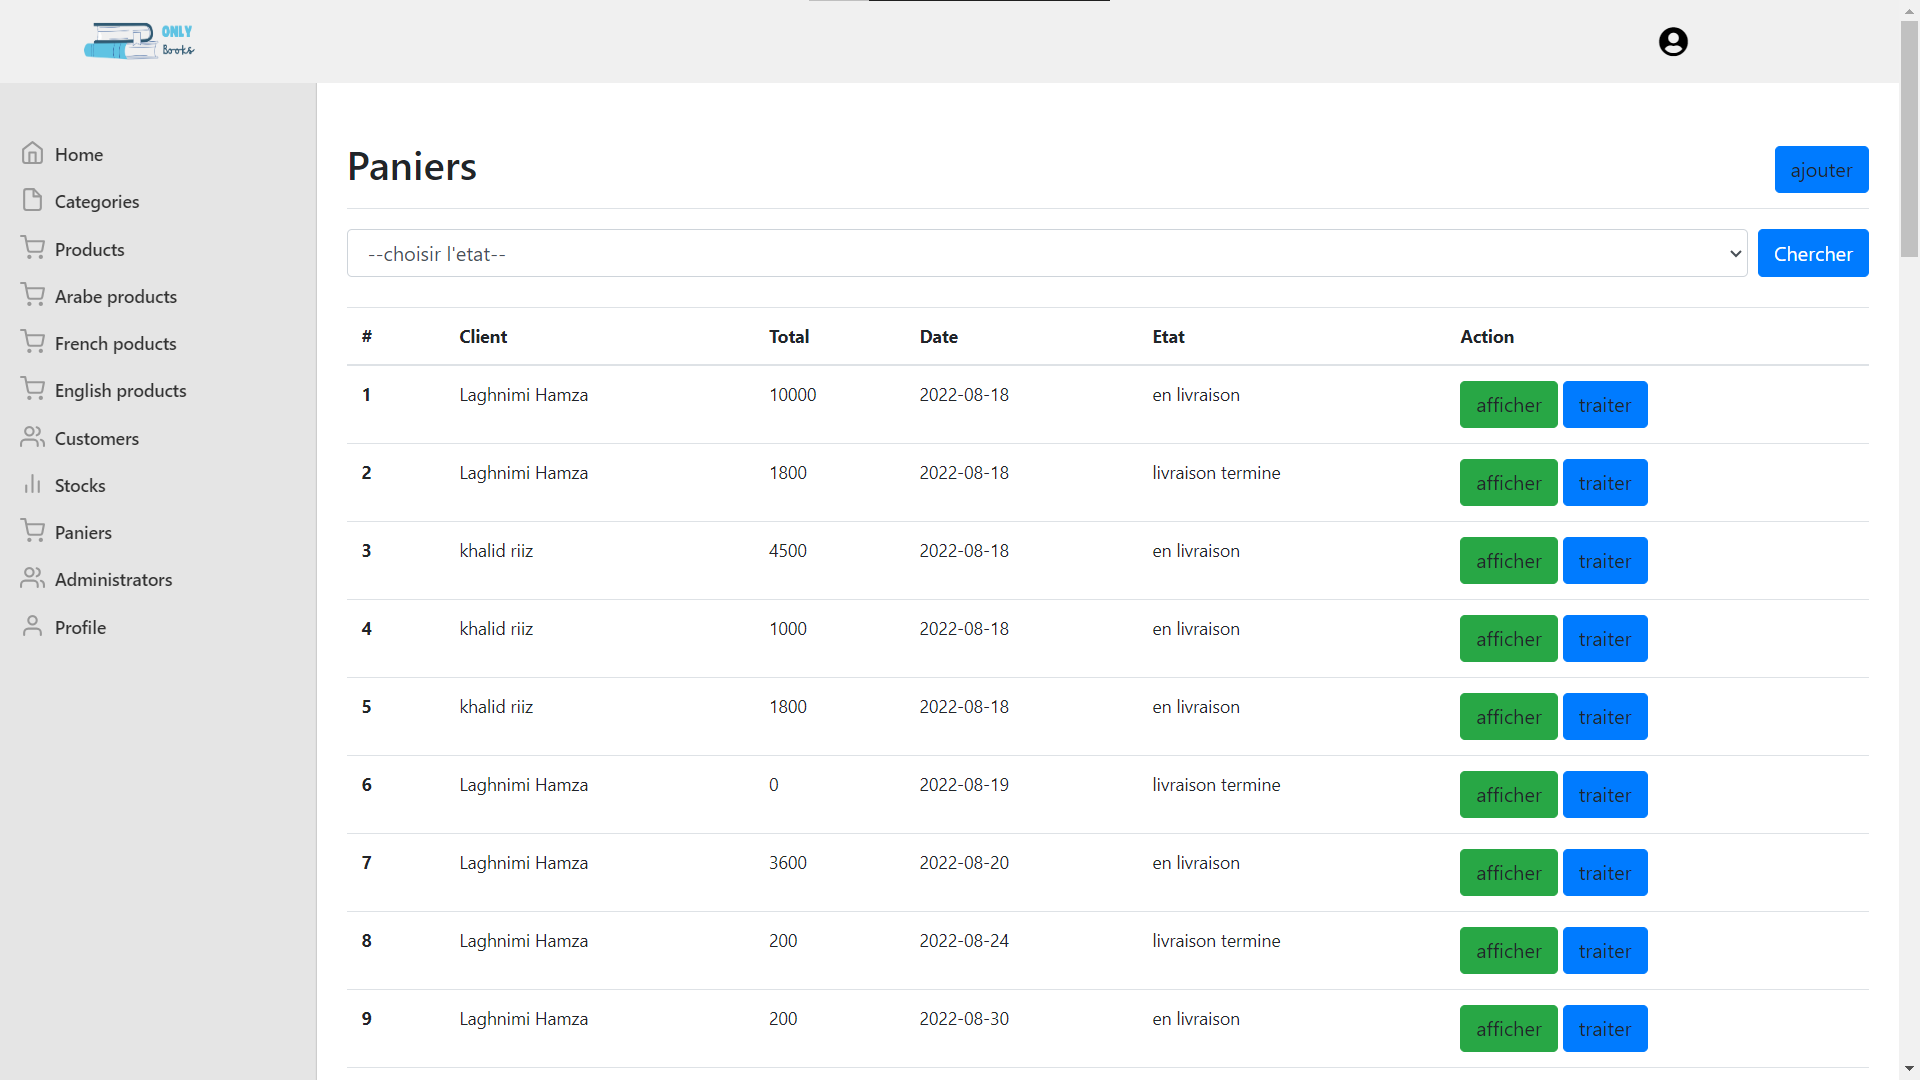 ONLY
Books
Home
Categories
Products
Arabe products
French poducts
English products
Customers
Stocks
Paniers
Administrators
Profile
Paniers
ajouter
--choisir l'etat--
Chercher
# Client Total Date Etat Action
1 Laghnimi Hamza 10000 2022-08-18 en livraison afficher traiter
2 Laghnimi Hamza 1800 2022-08-18 livraison termine afficher traiter
3 khalid riiz 4500 2022-08-18 en livraison afficher traiter
4 khalid riiz 1000 2022-08-18 en livraison afficher traiter
5 khalid riiz 1800 2022-08-18 en livraison afficher traiter
6 Laghnimi Hamza 0 2022-08-19 livraison termine afficher traiter
7 Laghnimi Hamza 3600 2022-08-20 en livraison afficher traiter
8 Laghnimi Hamza 200 2022-08-24 livraison termine afficher traiter
9 Laghnimi Hamza 200 2022-08-30 en livraison afficher traiter